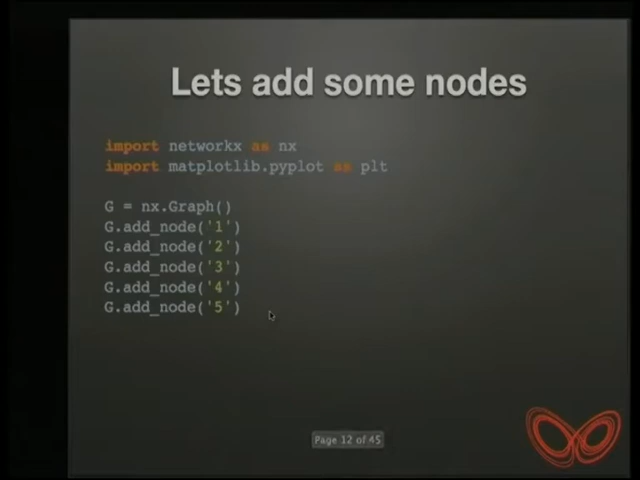 Lets add some nodes
import networkx as nx
import matplotlib.pyplot as plt
G = nx.Graph()
G.add_node('1')
G.add_node('2')
G.add_node('3')
G.add_node('4')
G.add_node('5')
Page 12 of 45